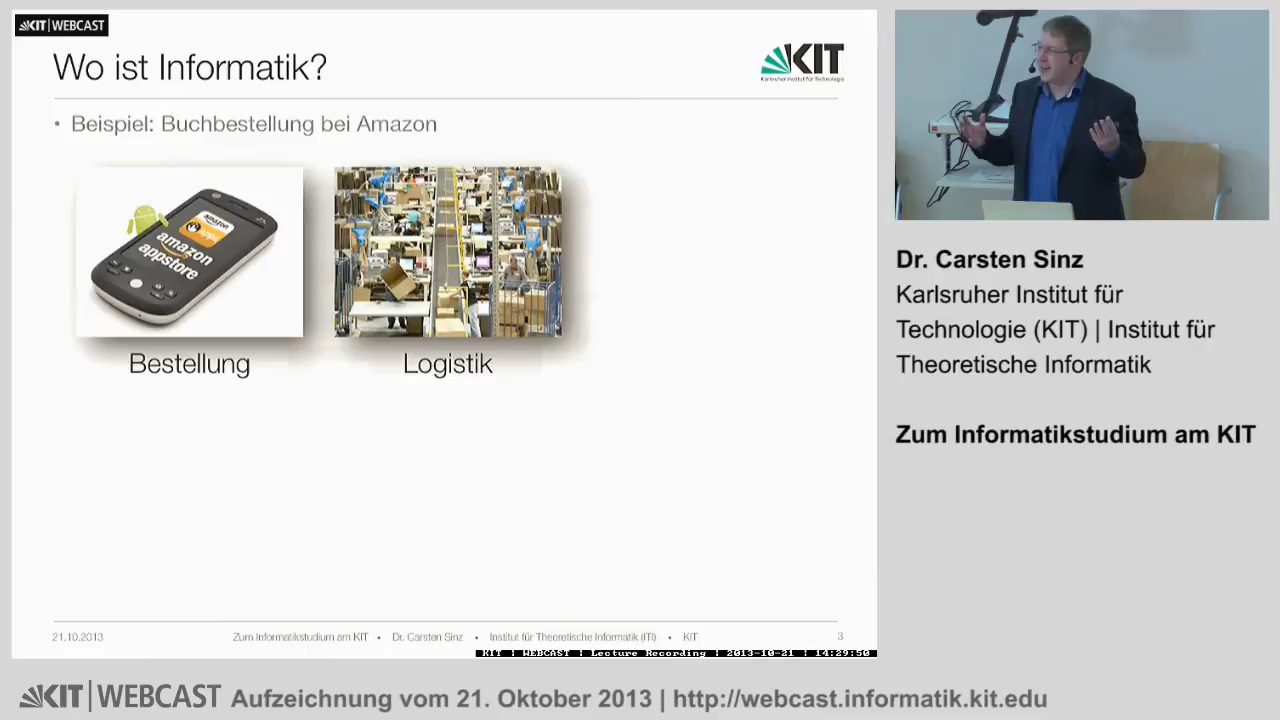 KIT | WEBCAST
Wo ist Informatik?
KIT
Karlsruher Institut für Technologie
• Beispiel: Buchbestellung bei Amazon
amazon
amazon
appstore
Bestellung
Logistik
21.10.2013
Zum Informatikstudium am KIT • Dr. Carsten Sinz • Institut für Theoretische Informatik (ITI) • KIT
3
KIT | WEBCAST | Lecture Recording | 2013-10-21 | 14:29:50
Dr. Carsten Sinz
Karlsruher Institut für
Technologie (KIT) | Institut für
Theoretische Informatik
Zum Informatikstudium am KIT
KIT | WEBCAST Aufzeichnung vom 21. Oktober 2013 | http://webcast.informatik.kit.edu